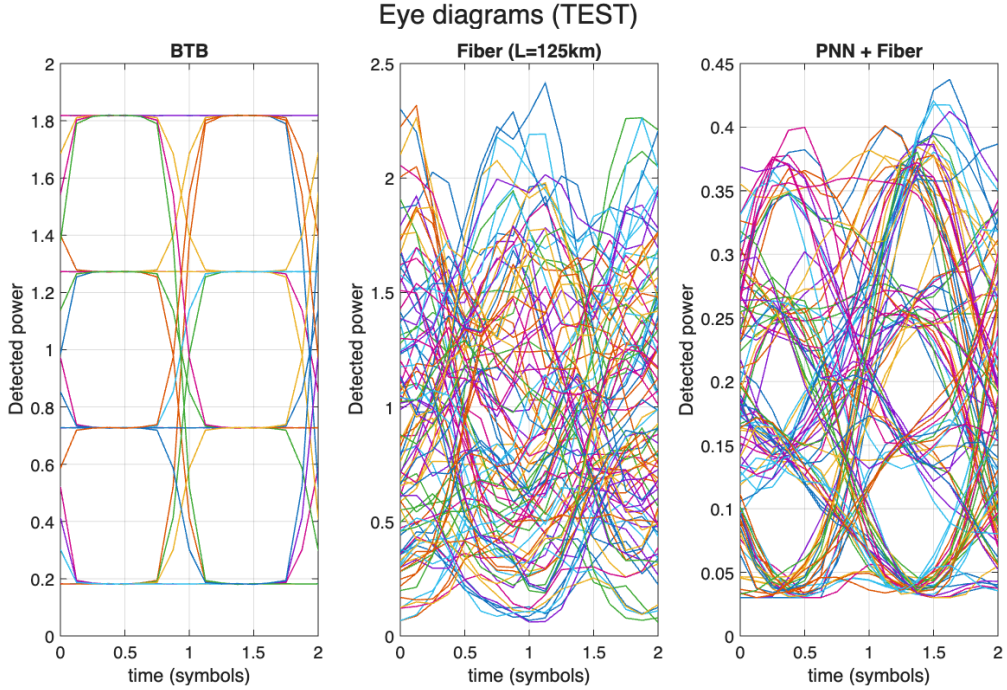 Eye diagrams (TEST)
BTB
Fiber (L=125km)
PNN + Fiber
Detected power
2
1.8
1.6
1.4
1.2
1
0.8
0.6
0.4
0.2
0
0 0.5 1 1.5 2
time (symbols)
Detected power
2.5
2
1.5
1
0.5
0
0 0.5 1 1.5 2
time (symbols)
Detected power
0.45
0.4
0.35
0.3
0.25
0.2
0.15
0.1
0.05
0
0 0.5 1 1.5 2
time (symbols)